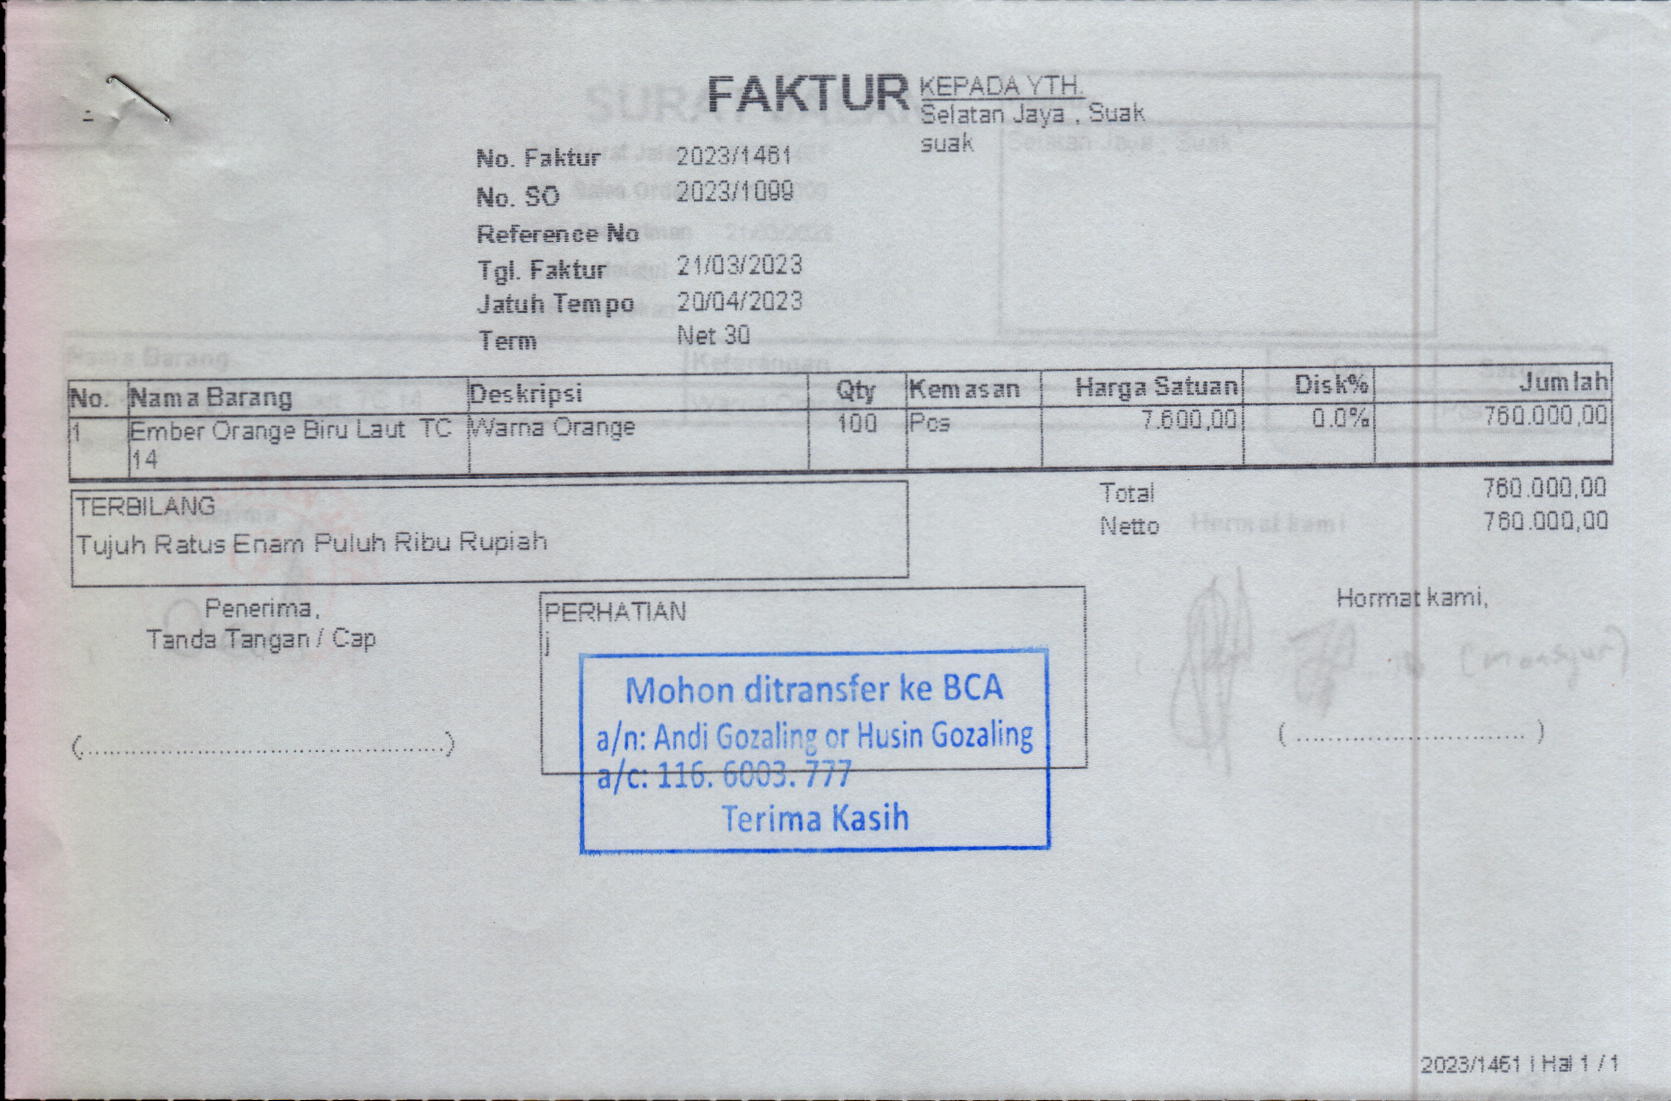 FAKTUR
KEPADA YTH.
Selatan Jaya , Suak
suak
No. Faktur 2023/1461
No. SO 2023/1099
Reference No
Tgl. Faktur 21/03/2023
Jatuh Tempo 20/04/2023
Term Net 30
No. Nama Barang Deskripsi Qty Kemasan Harga Satuan Disk% Jumlah
1 Ember Orange Biru Laut TC Warna Orange 100 Pcs 7.600,00 0.0% 760.000,00
14
TERBILANG
Tujuh Ratus Enam Puluh Ribu Rupiah
Total 760.000,00
Netto 760.000,00
Penerima,
Tanda Tangan / Cap
(..............................................)
PERHATIAN
j
Mohon ditransfer ke BCA
a/n: Andi Gozaling or Husin Gozaling
a/c: 116. 6003. 777
Terima Kasih
Hormat kami,
( ............................. )
2023/1461 | Hal 1 / 1